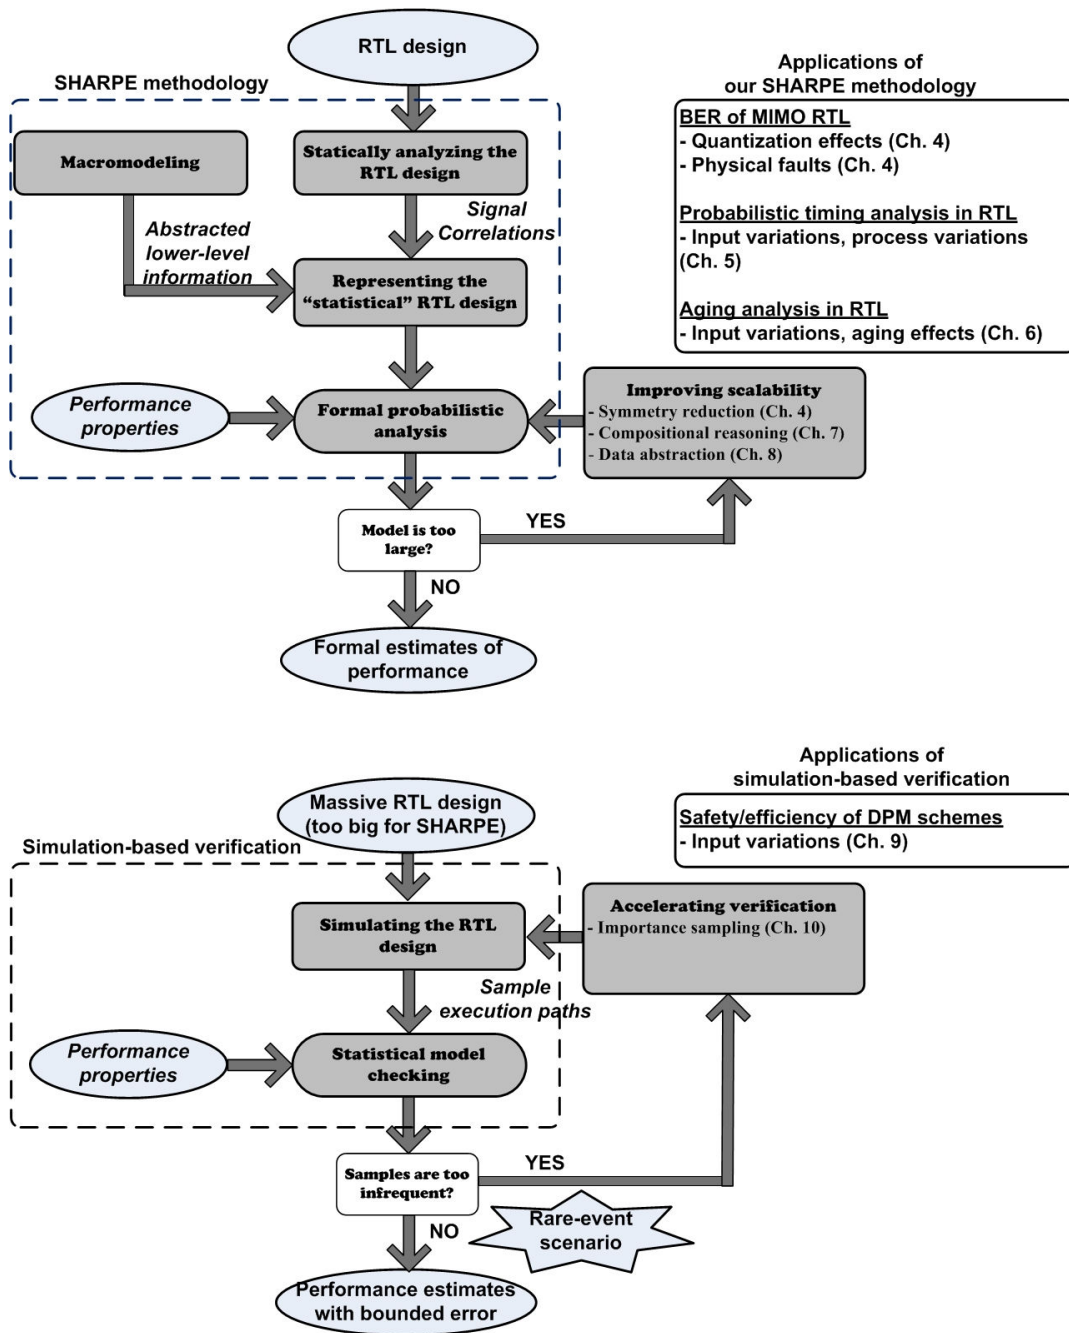 RTL design
SHARPE methodology
Applications of
our SHARPE methodology
Macromodeling
Statically analyzing the
RTL design
BER of MIMO RTL
- Quantization effects (Ch. 4)
- Physical faults (Ch. 4)
Probabilistic timing analysis in RTL
- Input variations, process variations
(Ch. 5)
Aging analysis in RTL
- Input variations, aging effects (Ch. 6)
Abstracted
lower-level
information
Signal
Correlations
Representing the
“statistical” RTL design
Performance
properties
Formal probabilistic
analysis
Improving scalability
- Symmetry reduction (Ch. 4)
- Compositional reasoning (Ch. 7)
- Data abstraction (Ch. 8)
Model is too
large?
YES
NO
Formal estimates of
performance
Applications of
simulation-based verification
Massive RTL design
(too big for SHARPE)
Simulation-based verification
Safety/efficiency of DPM schemes
- Input variations (Ch. 9)
Simulating the RTL
design
Accelerating verification
- Importance sampling (Ch. 10)
Sample
execution paths
Performance
properties
Statistical model
checking
Samples are too
infrequent?
YES
NO
Rare-event
scenario
Performance estimates
with bounded error